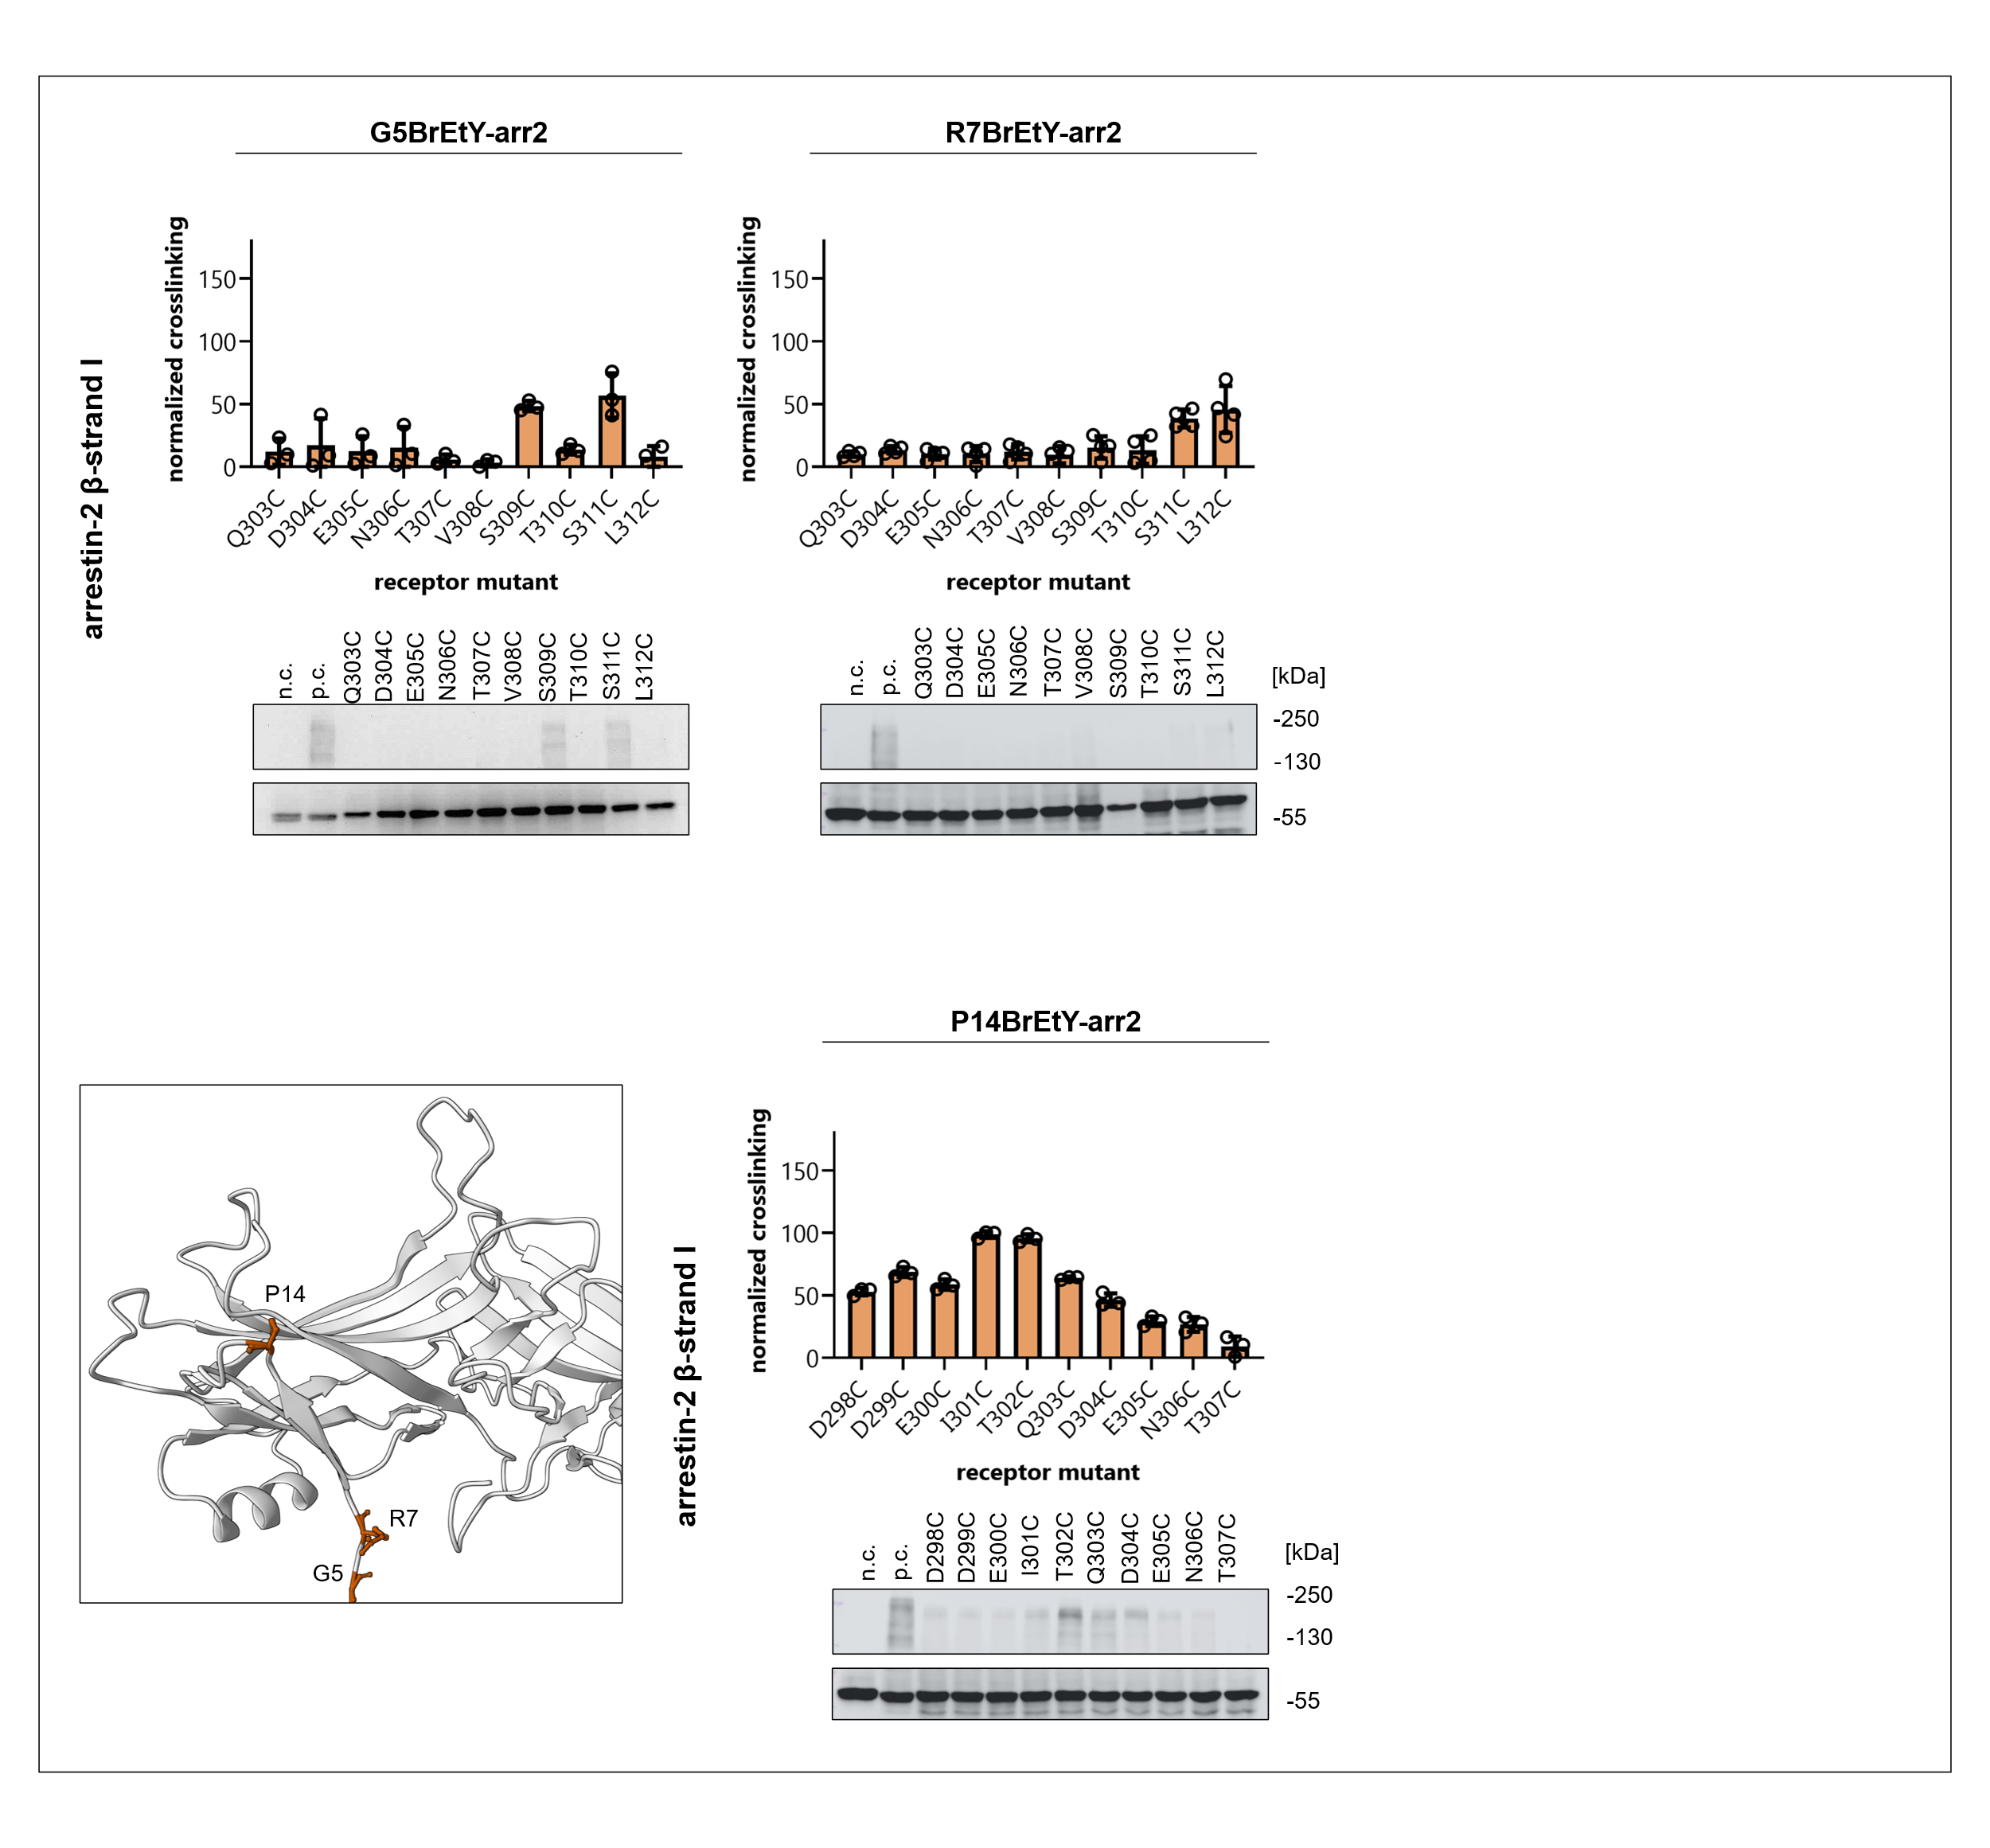 G5BrEtY-arr2
R7BrEtY-arr2
arrestin-2 β-strand I
normalized crosslinking
150
100
50
0
Q303C
D304C
E305C
N306C
T307C
V308C
S309C
T310C
S311C
L312C
receptor mutant
normalized crosslinking
150
100
50
0
Q303C
D304C
E305C
N306C
T307C
V308C
S309C
T310C
S311C
L312C
receptor mutant
n.c.
p.c.
Q303C
D304C
E305C
N306C
T307C
V308C
S309C
T310C
S311C
L312C
n.c.
p.c.
Q303C
D304C
E305C
N306C
T307C
V308C
S309C
T310C
S311C
L312C
[kDa]
-250
-130
-55
P14
R7
G5
P14BrEtY-arr2
arrestin-2 β-strand I
normalized crosslinking
150
100
50
0
D298C
D299C
E300C
I301C
T302C
Q303C
D304C
E305C
N306C
T307C
receptor mutant
n.c.
p.c.
D298C
D299C
E300C
I301C
T302C
Q303C
D304C
E305C
N306C
T307C
[kDa]
-250
-130
-55